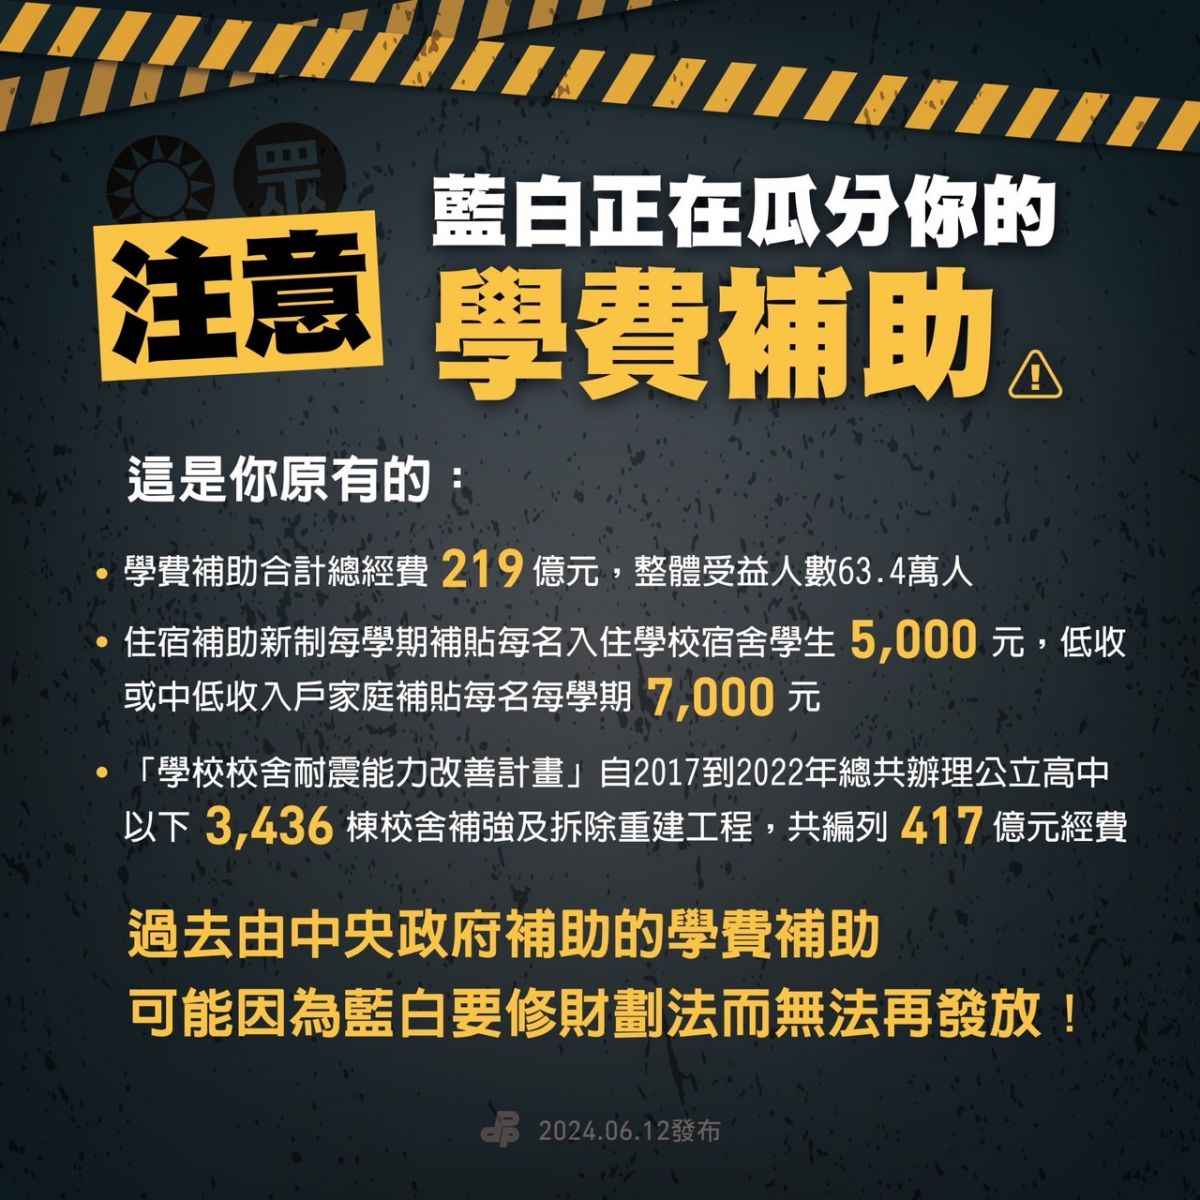 眾
注意
藍白正在瓜分你的
學費補助
這是你原有的：
• 學費補助合計總經費 219 億元，整體受益人數63.4萬人
• 住宿補助新制每學期補貼每名入住學校宿舍學生 5,000 元，低收
或中低收入戶家庭補貼每名每學期 7,000 元
• 「學校校舍耐震能力改善計畫」自2017到2022年總共辦理公立高中
以下 3,436 棟校舍補強及拆除重建工程，共編列 417 億元經費
過去由中央政府補助的學費補助
可能因為藍白要修財劃法而無法再發放！
DPP 2024.06.12發布